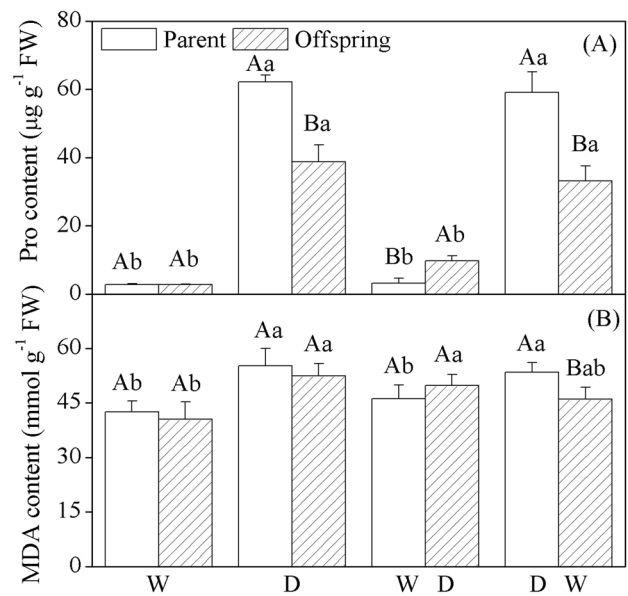 Parent Offspring (A)
Pro content (μg g-1 FW)
80
60
40
20
0
Ab Ab Aa Ba Bb Ab Aa Ba
(B)
MDA content (mmol g-1 FW)
60
45
30
15
0
Ab Ab Aa Aa Ab Aa Aa Bab
W D W D D W